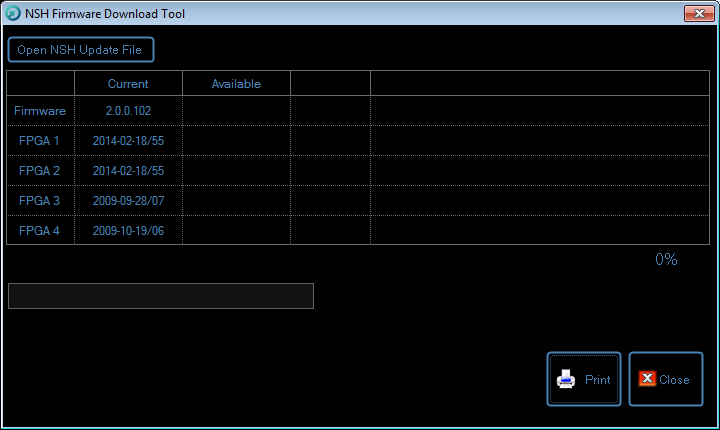 NSH Firmware Download Tool
Open NSH Update File
Current Available
Firmware 2.0.0.102
FPGA 1 2014-02-18/55
FPGA 2 2014-02-18/55
FPGA 3 2009-09-28/07
FPGA 4 2009-10-19/06
0%
Print Close